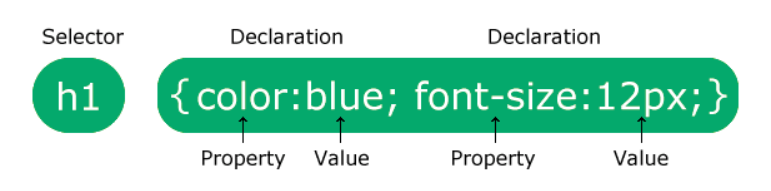 Selector Declaration Declaration
h1 {color:blue; font-size:12px;}
Property Value Property Value